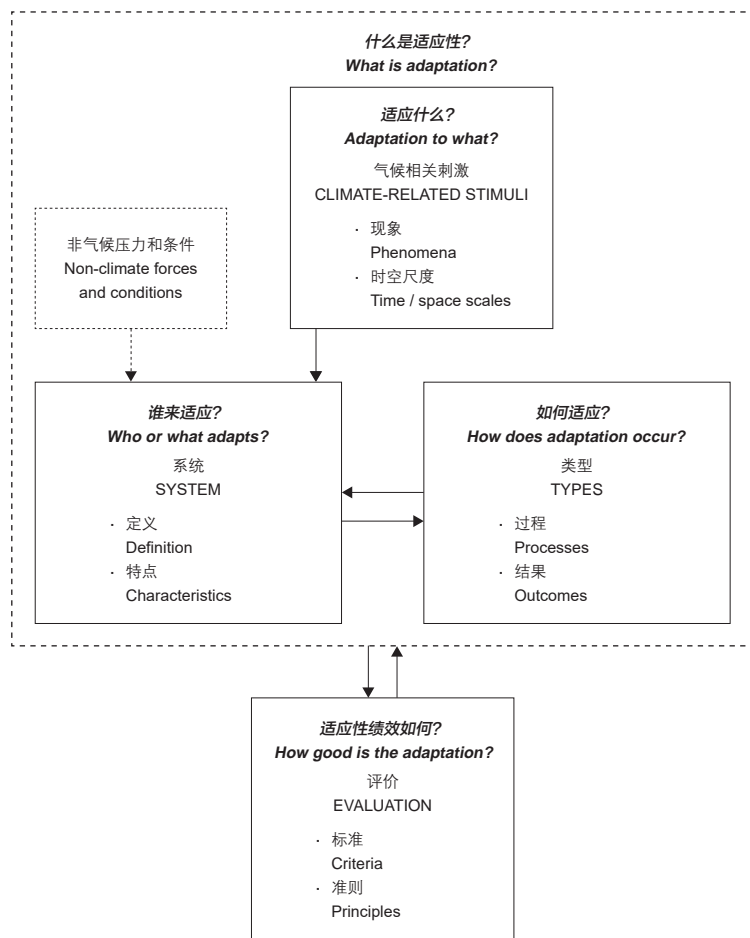 什么是适应性?
What is adaptation?
适应什么?
Adaptation to what?
气候相关刺激
CLIMATE-RELATED STIMULI
· 现象
Phenomena
· 时空尺度
Time / space scales
非气候压力和条件
Non-climate forces
and conditions
谁来适应?
Who or what adapts?
系统
SYSTEM
· 定义
Definition
· 特点
Characteristics
如何适应?
How does adaptation occur?
类型
TYPES
· 过程
Processes
· 结果
Outcomes
适应性绩效如何?
How good is the adaptation?
评价
EVALUATION
· 标准
Criteria
· 准则
Principles